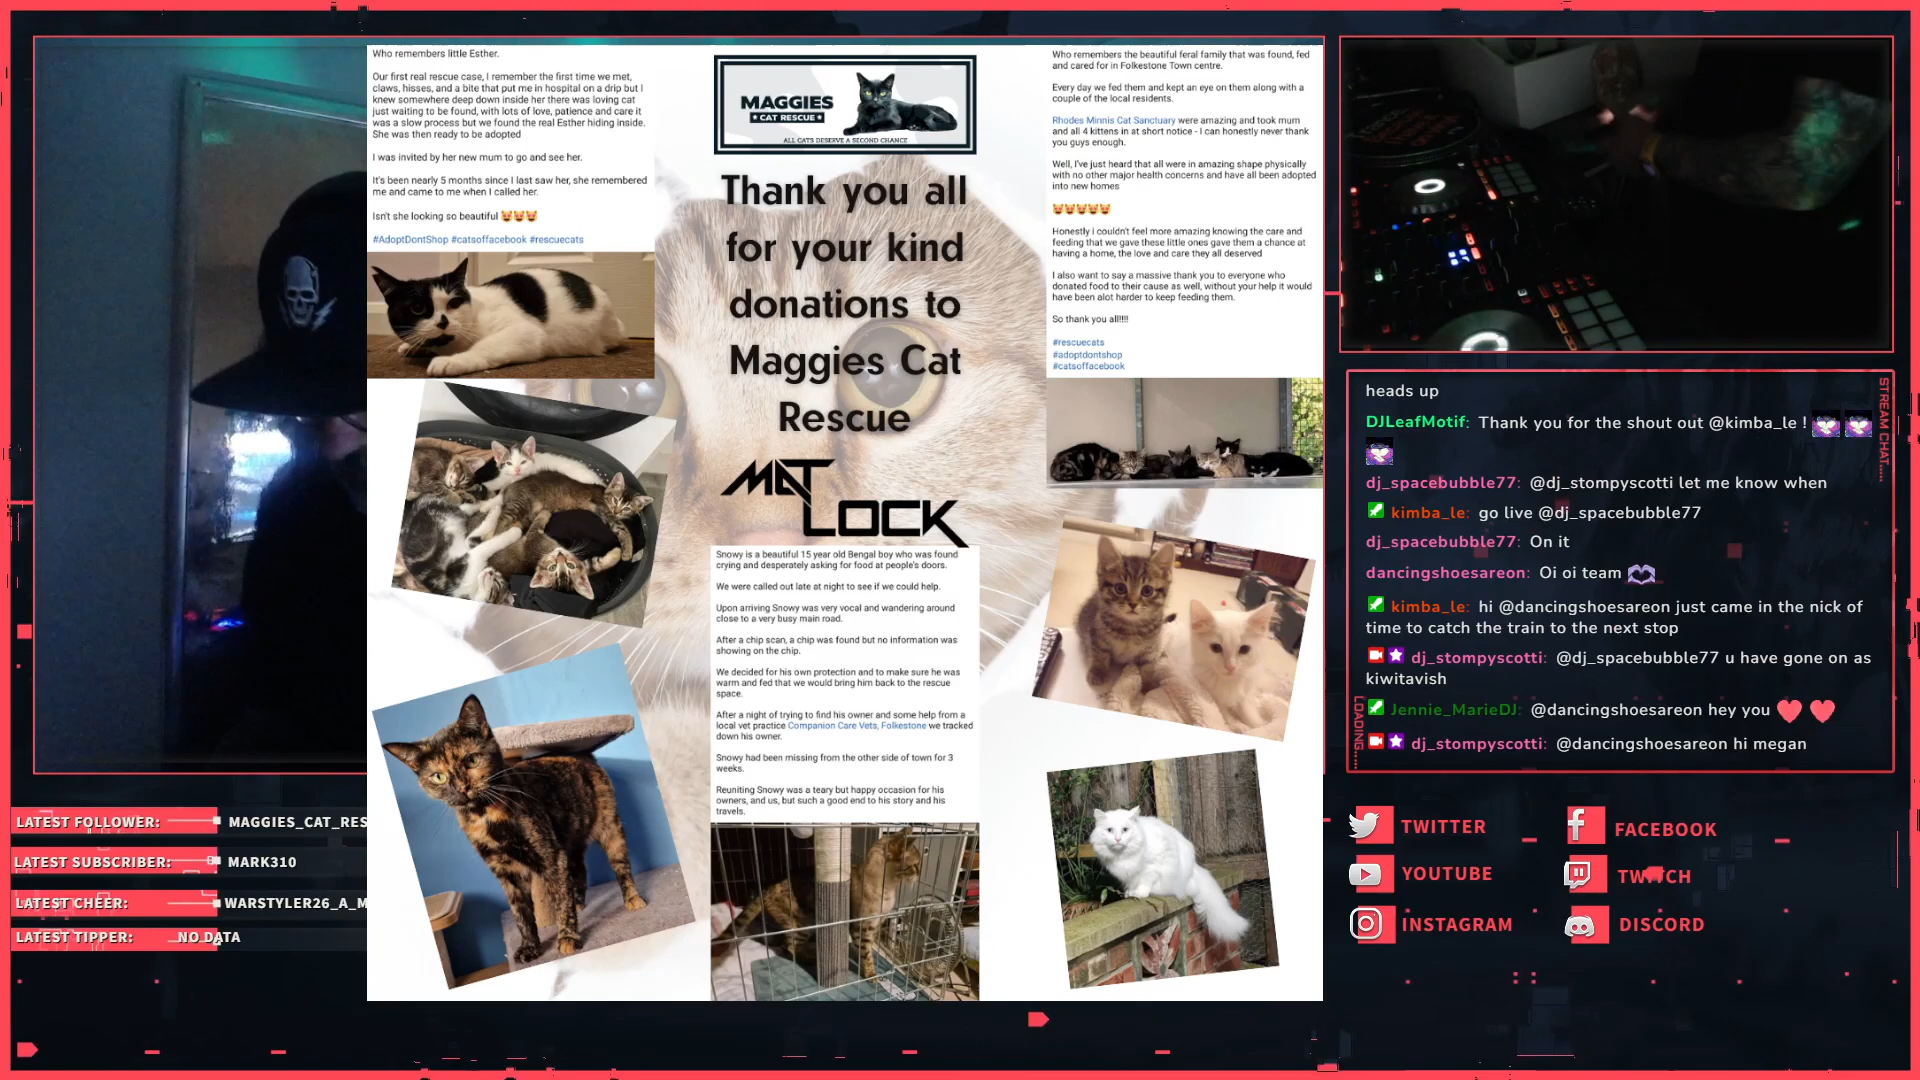 Who remembers little Esther.
Our first real rescue case, I remember the first time we met,
claws, hisses, and a bite that put me in hospital on a drip but I
knew somewhere deep down inside her there was loving cat
just waiting to be found, with lots of love, patience and care it
was a slow process but we found the real Esther hiding inside.
She was then ready to be adopted
I was invited by her new mum to go and see her.
It's been nearly 5 months since I last saw her, she remembered
me and came to me when I called her.
Isn't she looking so beautiful 😻😻😻
#AdoptDontShop #catsoffacebook #rescuecats
MAGGIES
★ CAT RESCUE ★
ALL CATS DESERVE A SECOND CHANCE
Thank you all
for your kind
donations to
Maggies Cat
Rescue
MAT
LOCK
Snowy is a beautiful 15 year old Bengal boy who was found
crying and desperately asking for food at people's doors.
We were called out late at night to see if we could help.
Upon arriving Snowy was very vocal and wandering around
close to a very busy main road.
After a chip scan, a chip was found but no information was
showing on the chip.
We decided for his own protection and to make sure he was
warm and fed that we would bring him back to the rescue
space.
After a night of trying to find his owner and some help from a
local vet practice Companion Care Vets, Folkestone we tracked
down his owner.
Snowy had been missing from the other side of town for 3
weeks.
Reuniting Snowy was a teary but happy occasion for his
owners, and us, but such a good end to his story and his
travels.
Who remembers the beautiful feral family that was found, fed
and cared for in Folkestone Town centre.
Every day we fed them and kept an eye on them along with a
couple of the local residents.
Rhodes Minnis Cat Sanctuary were amazing and took mum
and all 4 kittens in at short notice - I can honestly never thank
you guys enough.
Well, I've just heard that all were in amazing shape physically
with no other major health concerns and have all been adopted
into new homes
😻😻😻😻😻
Honestly i couldn't feel more amazing knowing the care and
feeding that we gave these little ones gave them a chance at
having a home, the love and care they all deserved
I also want to say a massive thank you to everyone who
donated food to their cause as well, without your help it would
have been alot harder to keep feeding them.
So thank you all!!!!
#rescuecats
#adoptdontshop
#catsoffacebook
heads up
DJLeafMotif: Thank you for the shout out @kimba_le !
dj_spacebubble77: @dj_stompyscotti let me know when
kimba_le: go live @dj_spacebubble77
dj_spacebubble77: On it
dancingshoesareon: Oi oi team
kimba_le: hi @dancingshoesareon just came in the nick of
time to catch the train to the next stop
dj_stompyscotti: @dj_spacebubble77 u have gone on as
kiwitavish
Jennie_MarieDJ: @dancingshoesareon hey you ♥ ♥
dj_stompyscotti: @dancingshoesareon hi megan
STREAM CHAT.....
LOADING.....
LATEST FOLLOWER: MAGGIES_CAT_RES
LATEST SUBSCRIBER: MARK310
LATEST CHEER: WARSTYLER26_A_M
LATEST TIPPER: NO DATA
TWITTER
FACEBOOK
YOUTUBE
TWITCH
INSTAGRAM
DISCORD